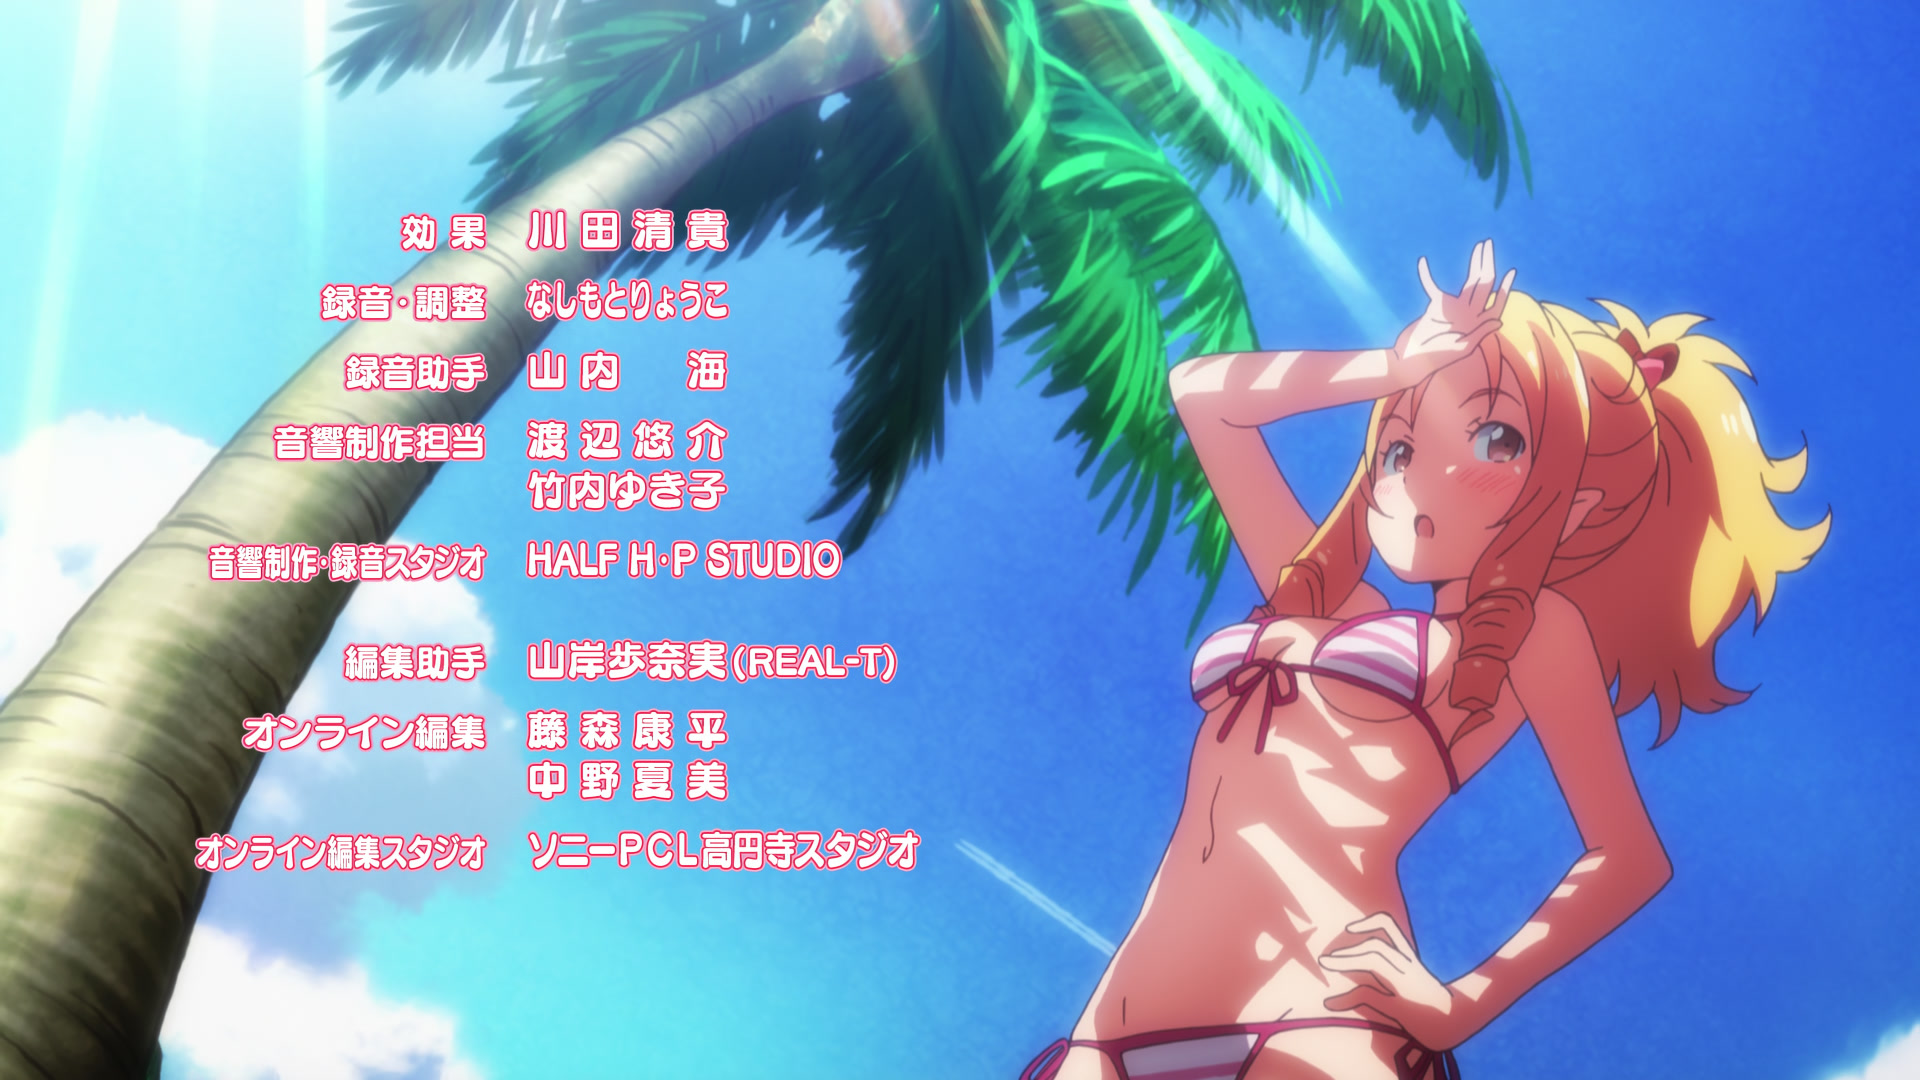 効果 川田清貴
録音・調整 なしもとりょうこ
録音助手 山内 海
音響制作担当 渡辺悠介
竹内ゆき子
音響制作・録音スタジオ HALF H・P STUDIO
編集助手 山岸歩奈実(REAL-T)
オンライン編集 藤森康平
中野夏美
オンライン編集スタジオ ソニーPCL高円寺スタジオ